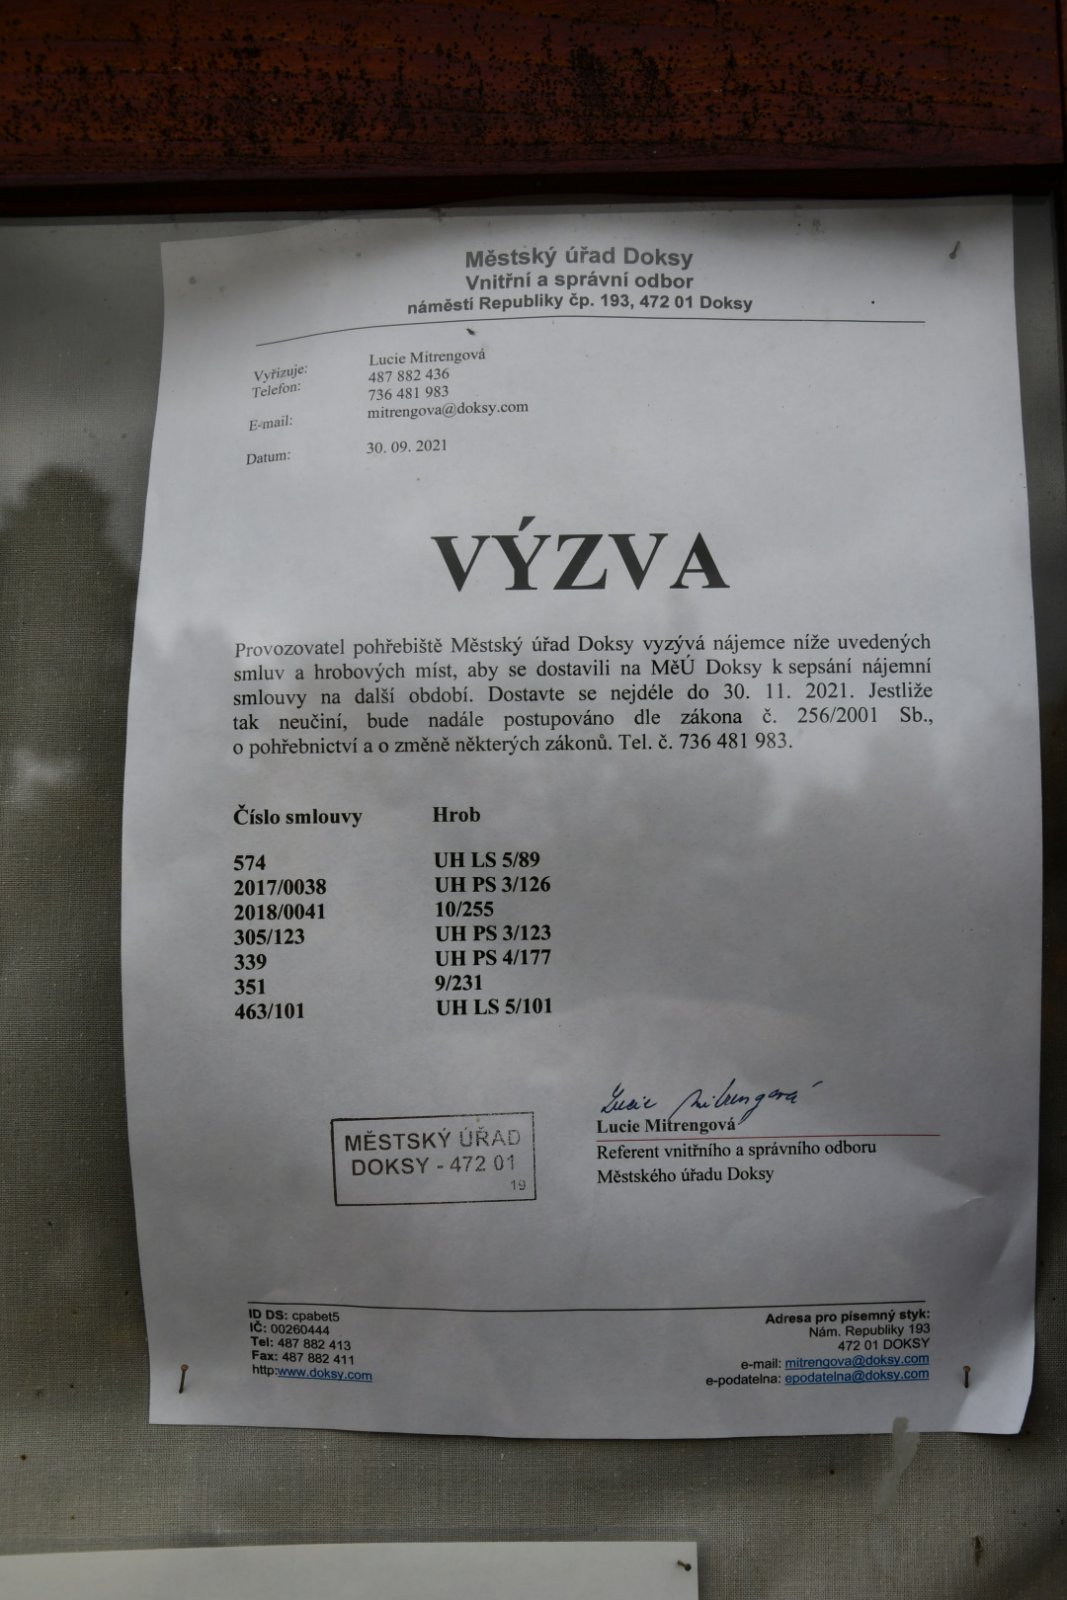 Městský úřad Doksy
Vnitřní a správní odbor
náměstí Republiky čp. 193, 472 01 Doksy
Vyřizuje: Lucie Mitrengová
Telefon: 487 882 436
736 481 983
E-mail: mitrengova@doksy.com
Datum: 30. 09. 2021
VÝZVA
Provozovatel pohřebiště Městský úřad Doksy vyzývá nájemce níže uvedených
smluv a hrobových míst, aby se dostavili na MěÚ Doksy k sepsání nájemní
smlouvy na další období. Dostavte se nejdéle do 30. 11. 2021. Jestliže
tak neučiní, bude nadále postupováno dle zákona č. 256/2001 Sb.,
o pohřebnictví a o změně některých zákonů. Tel. č. 736 481 983.
Číslo smlouvy Hrob
574 UH LS 5/89
2017/0038 UH PS 3/126
2018/0041 10/255
305/123 UH PS 3/123
339 UH PS 4/177
351 9/231
463/101 UH LS 5/101
Lucie Mitrengová
Lucie Mitrengová
Referent vnitřního a správního odboru
Městského úřadu Doksy
MĚSTSKÝ ÚŘAD
DOKSY - 472 01
19
ID DS: cpabet5
IČ: 00260444
Tel: 487 882 413
Fax: 487 882 411
http:www.doksy.com
Adresa pro písemný styk:
Nám. Republiky 193
472 01 DOKSY
e-mail: mitrengova@doksy.com
e-podatelna: epodatelna@doksy.com